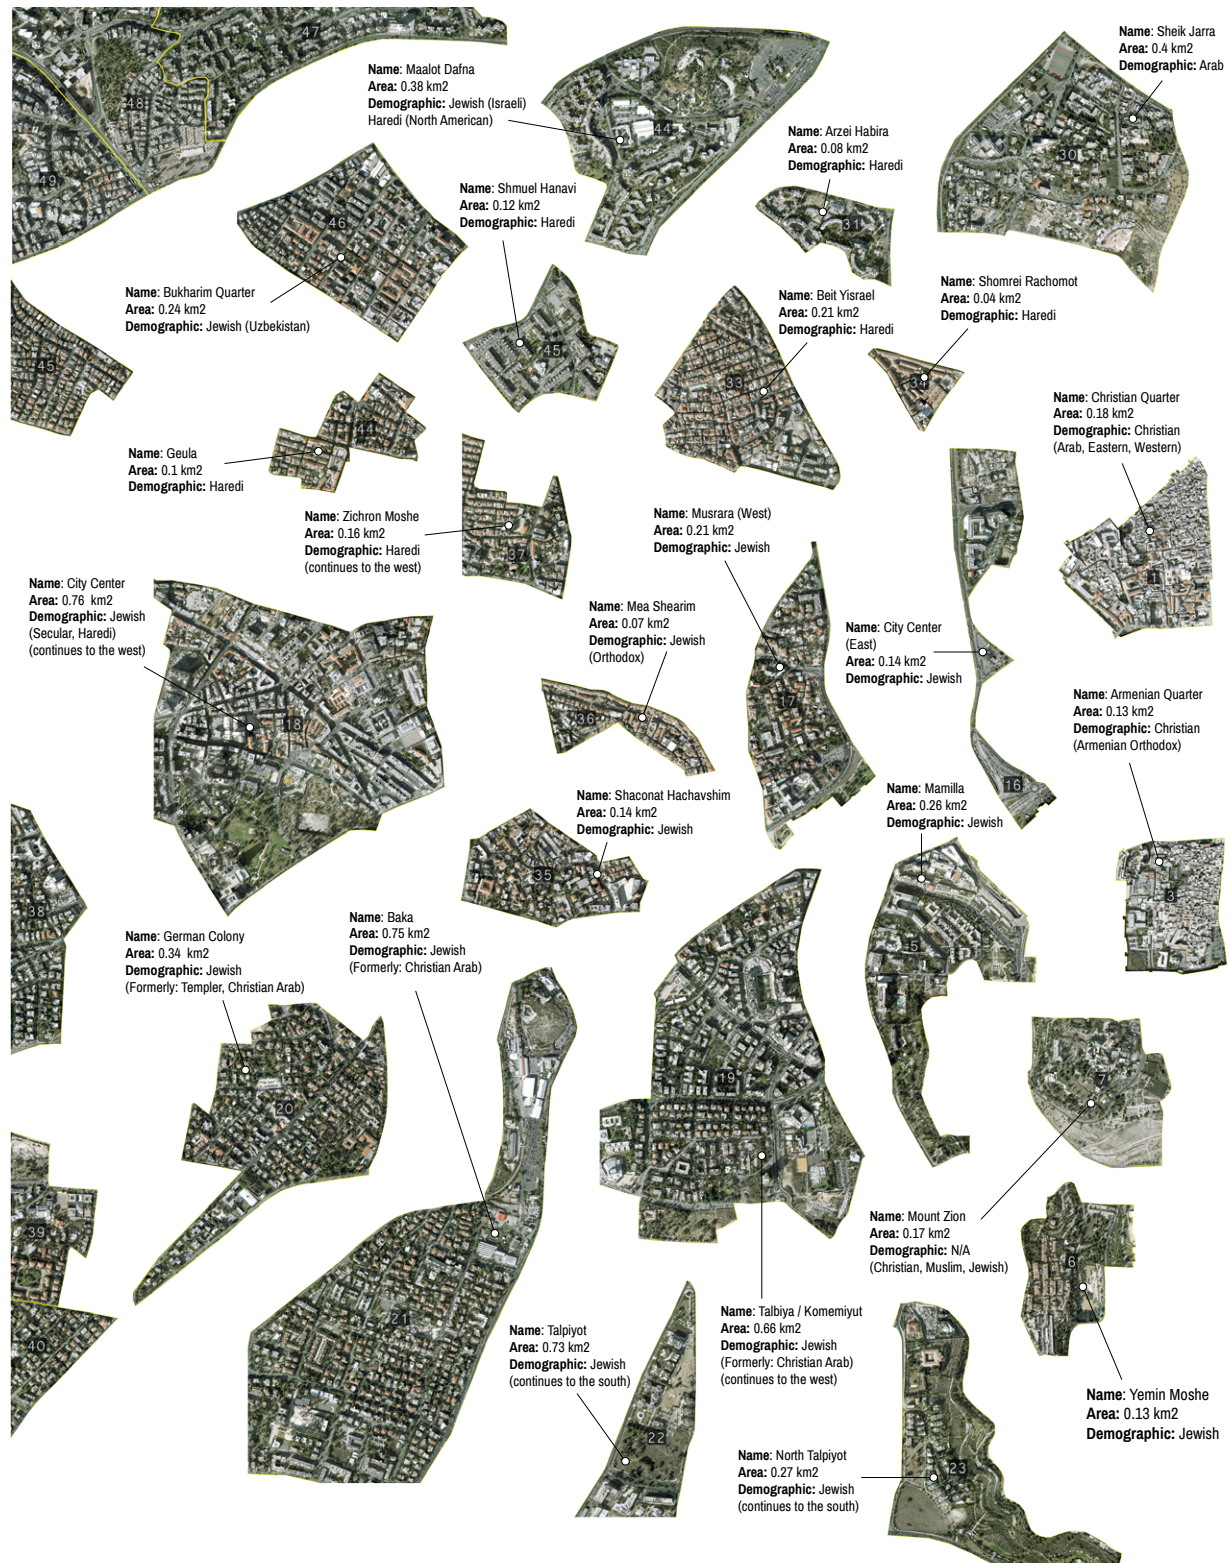 47
48
49
Name: Maalot Dafna
Area: 0.38 km2
Demographic: Jewish (Israeli)
Haredi (North American)
44
Name: Sheik Jarra
Area: 0.4 km2
Demographic: Arab
30
Name: Arzei Habira
Area: 0.08 km2
Demographic: Haredi
31
Name: Shmuel Hanavi
Area: 0.12 km2
Demographic: Haredi
45
46
Name: Bukharim Quarter
Area: 0.24 km2
Demographic: Jewish (Uzbekistan)
45
Name: Beit Yisrael
Area: 0.21 km2
Demographic: Haredi
33
Name: Shomrei Rachomot
Area: 0.04 km2
Demographic: Haredi
34
Name: Christian Quarter
Area: 0.18 km2
Demographic: Christian
(Arab, Eastern, Western)
1
Name: Geula
Area: 0.1 km2
Demographic: Haredi
44
Name: Zichron Moshe
Area: 0.16 km2
Demographic: Haredi
(continues to the west)
37
Name: Musrara (West)
Area: 0.21 km2
Demographic: Jewish
17
Name: City Center
Area: 0.76 km2
Demographic: Jewish
(Secular, Haredi)
(continues to the west)
18
Name: Mea Shearim
Area: 0.07 km2
Demographic: Jewish
(Orthodox)
36
Name: City Center
(East)
Area: 0.14 km2
Demographic: Jewish
16
Name: Armenian Quarter
Area: 0.13 km2
Demographic: Christian
(Armenian Orthodox)
3
Name: Shaconat Hachavshim
Area: 0.14 km2
Demographic: Jewish
35
Name: Mamilla
Area: 0.26 km2
Demographic: Jewish
5
38
Name: German Colony
Area: 0.34 km2
Demographic: Jewish
(Formerly: Templer, Christian Arab)
20
Name: Baka
Area: 0.75 km2
Demographic: Jewish
(Formerly: Christian Arab)
21
19
7
39
40
Name: Mount Zion
Area: 0.17 km2
Demographic: N/A
(Christian, Muslim, Jewish)
6
Name: Talpiyot
Area: 0.73 km2
Demographic: Jewish
(continues to the south)
22
Name: Talbiya / Komemiyut
Area: 0.66 km2
Demographic: Jewish
(Formerly: Christian Arab)
(continues to the west)
Name: Yemin Moshe
Area: 0.13 km2
Demographic: Jewish
Name: North Talpiyot
Area: 0.27 km2
Demographic: Jewish
(continues to the south)
23